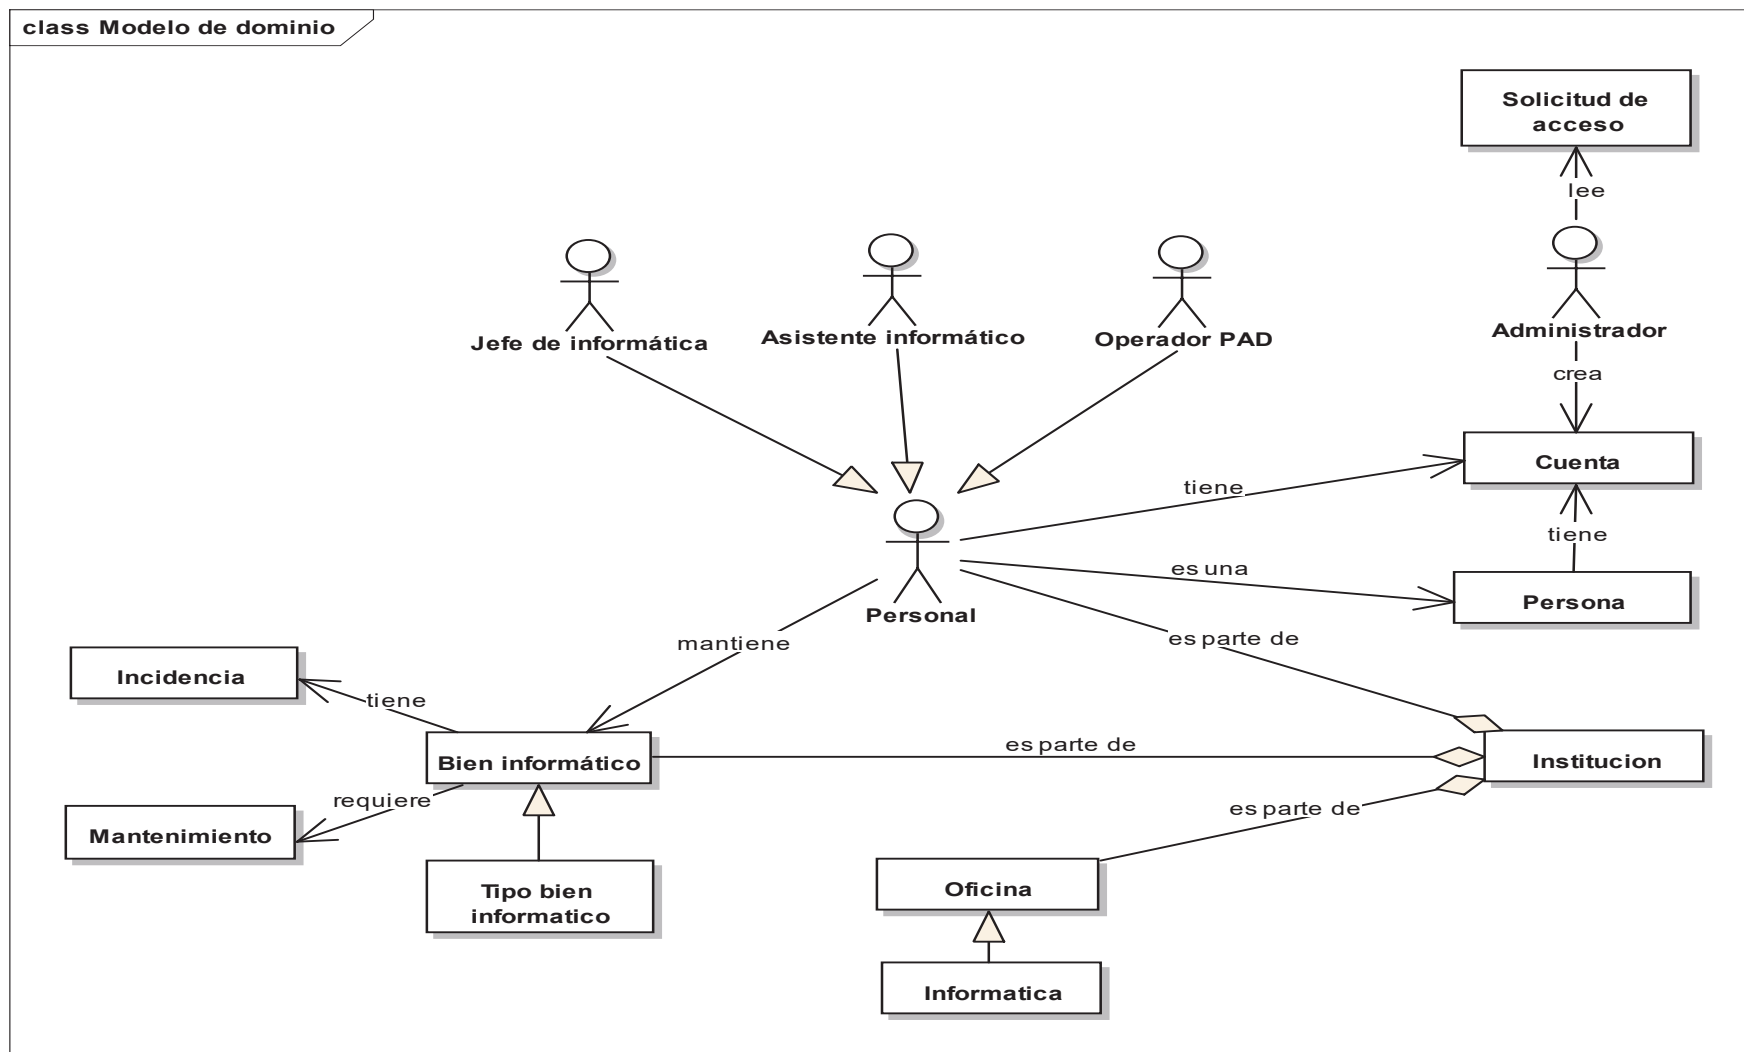 class Modelo de dominio
Solicitud de
acceso
lee
Administrador
Jefe de informática
Asistente informático
Operador PAD
crea
Cuenta
tiene
tiene
es una
Persona
Personal
es parte de
mantiene
Incidencia
tiene
Bien informático
es parte de
Institucion
requiere
Mantenimiento
es parte de
Tipo bien
informatico
Oficina
Informatica